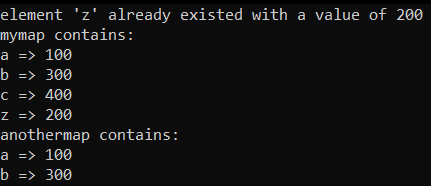 element 'z' already existed with a value of 200
mymap contains:
a => 100
b => 300
c => 400
z => 200
anothermap contains:
a => 100
b => 300